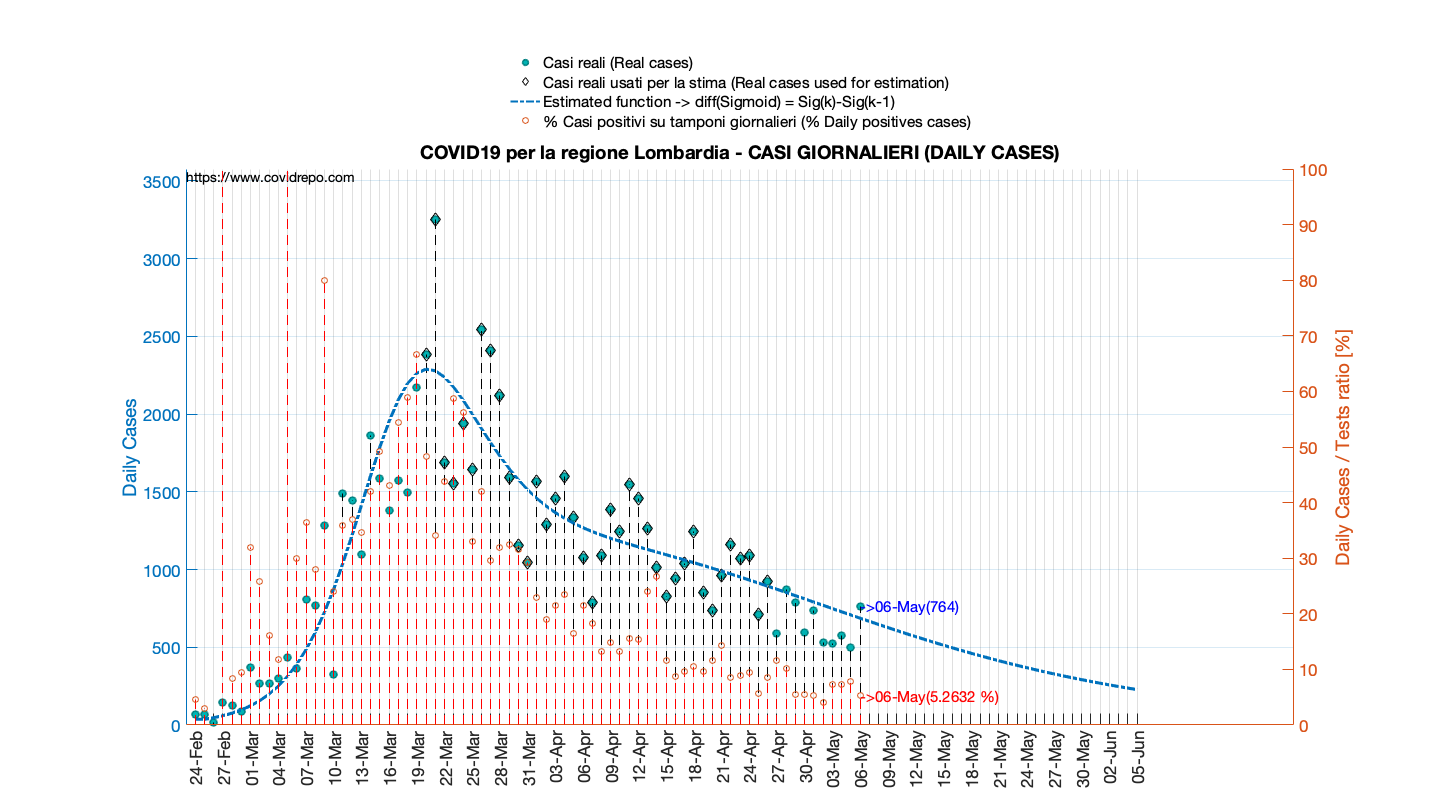 Casi reali (Real cases)
Casi reali usati per la stima (Real cases used for estimation)
Estimated function -> diff(Sigmoid) = Sig(k)-Sig(k-1)
% Casi positivi su tamponi giornalieri (% Daily positives cases)
COVID19 per la regione Lombardia - CASI GIORNALIERI (DAILY CASES)
https://www.covidrepo.com
3500
3000
2500
2000
1500
1000
500
0
Daily Cases
100
90
80
70
60
50
40
30
20
10
0
Daily Cases / Tests ratio [%]
->06-May(764)
->06-May(5.2632 %)
24-Feb
27-Feb
01-Mar
04-Mar
07-Mar
10-Mar
13-Mar
16-Mar
19-Mar
22-Mar
25-Mar
28-Mar
31-Mar
03-Apr
06-Apr
09-Apr
12-Apr
15-Apr
18-Apr
21-Apr
24-Apr
27-Apr
30-Apr
03-May
06-May
09-May
12-May
15-May
18-May
21-May
24-May
27-May
30-May
02-Jun
05-Jun